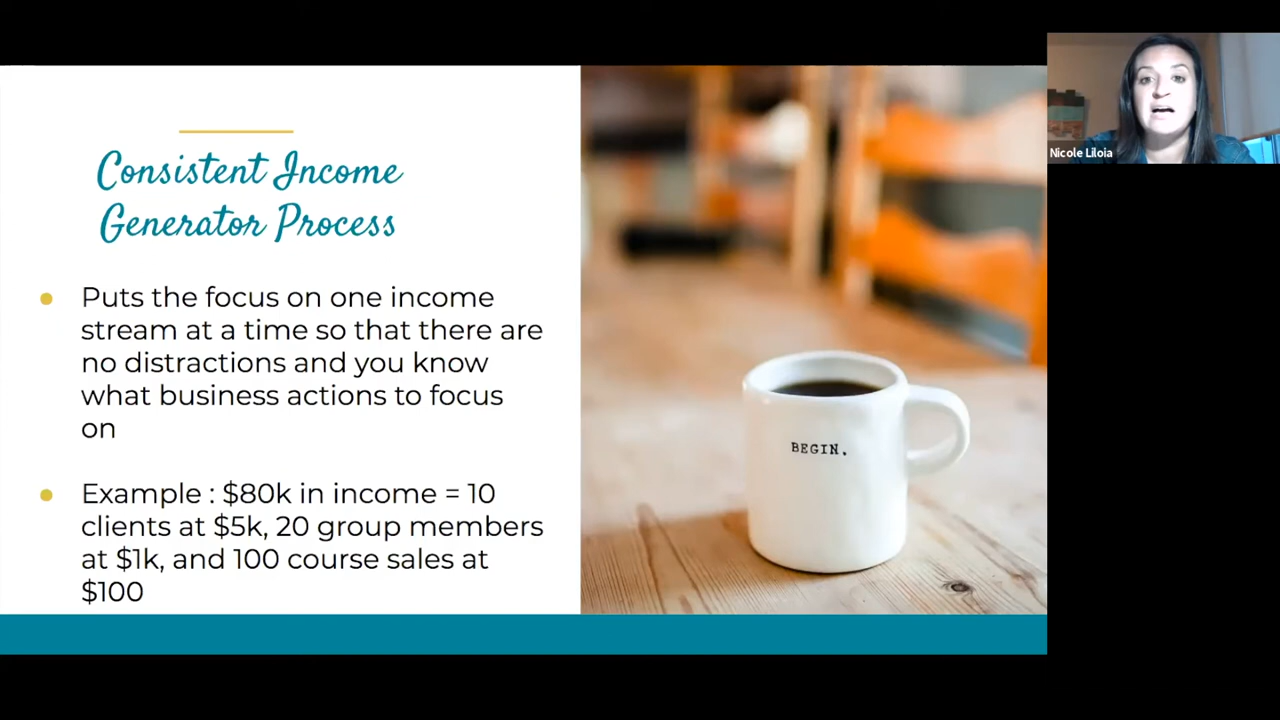 Consistent Income
Generator Process
Puts the focus on one income
stream at a time so that there are
no distractions and you know
what business actions to focus
on
Example : $80k in income = 10
clients at $5k, 20 group members
at $1k, and 100 course sales at
$100
BEGIN.
Nicole Liloia